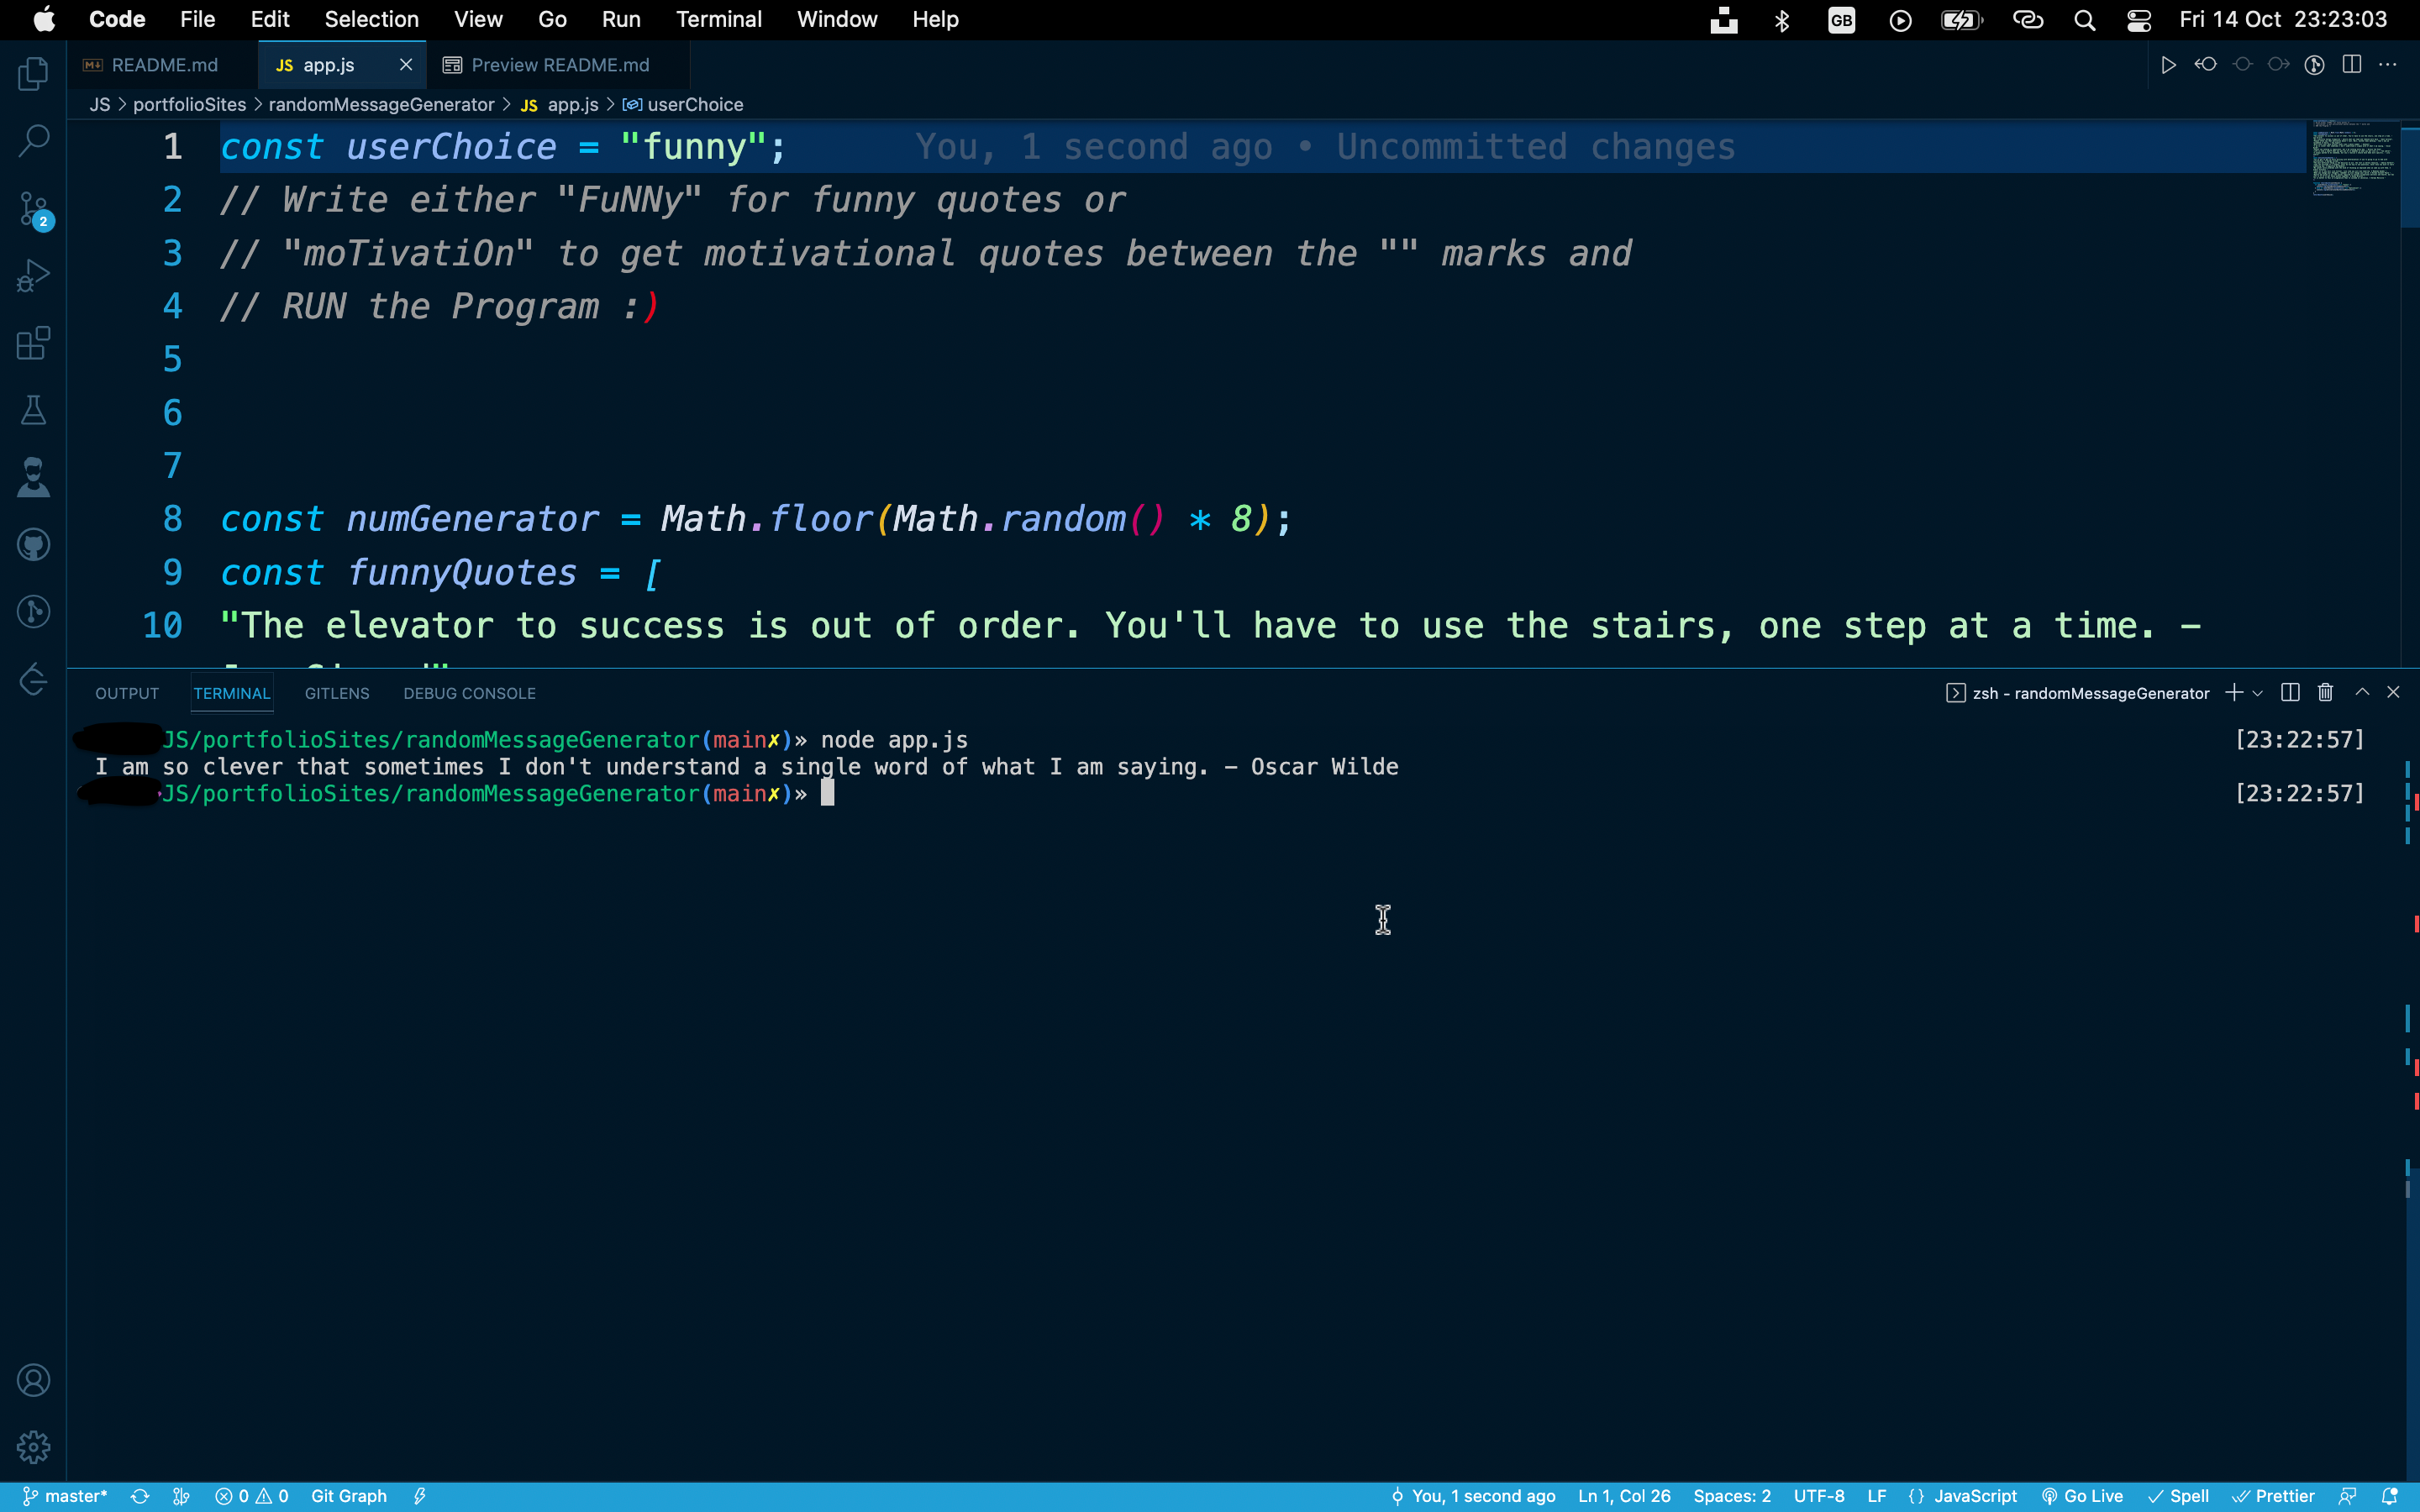 Code File Edit Selection View Go Run Terminal Window Help GB Fri 14 Oct 23:23:03
README.md JS app.js Preview README.md
JS > portfolioSites > randomMessageGenerator > JS app.js > userChoice
1 const userChoice = "funny"; You, 1 second ago • Uncommitted changes
2 // Write either "FuNNy" for funny quotes or
3 // "moTivatiOn" to get motivational quotes between the "" marks and
4 // RUN the Program :)
5
6
7
8 const numGenerator = Math.floor(Math.random() * 8);
9 const funnyQuotes = [
10 "The elevator to success is out of order. You'll have to use the stairs, one step at a time. –
2
OUTPUT TERMINAL GITLENS DEBUG CONSOLE zsh - randomMessageGenerator
JS/portfolioSites/randomMessageGenerator(main✗)» node app.js [23:22:57]
I am so clever that sometimes I don't understand a single word of what I am saying. – Oscar Wilde
JS/portfolioSites/randomMessageGenerator(main✗)» [23:22:57]
master* 0 0 Git Graph You, 1 second ago Ln 1, Col 26 Spaces: 2 UTF-8 LF {} JavaScript Go Live Spell Prettier